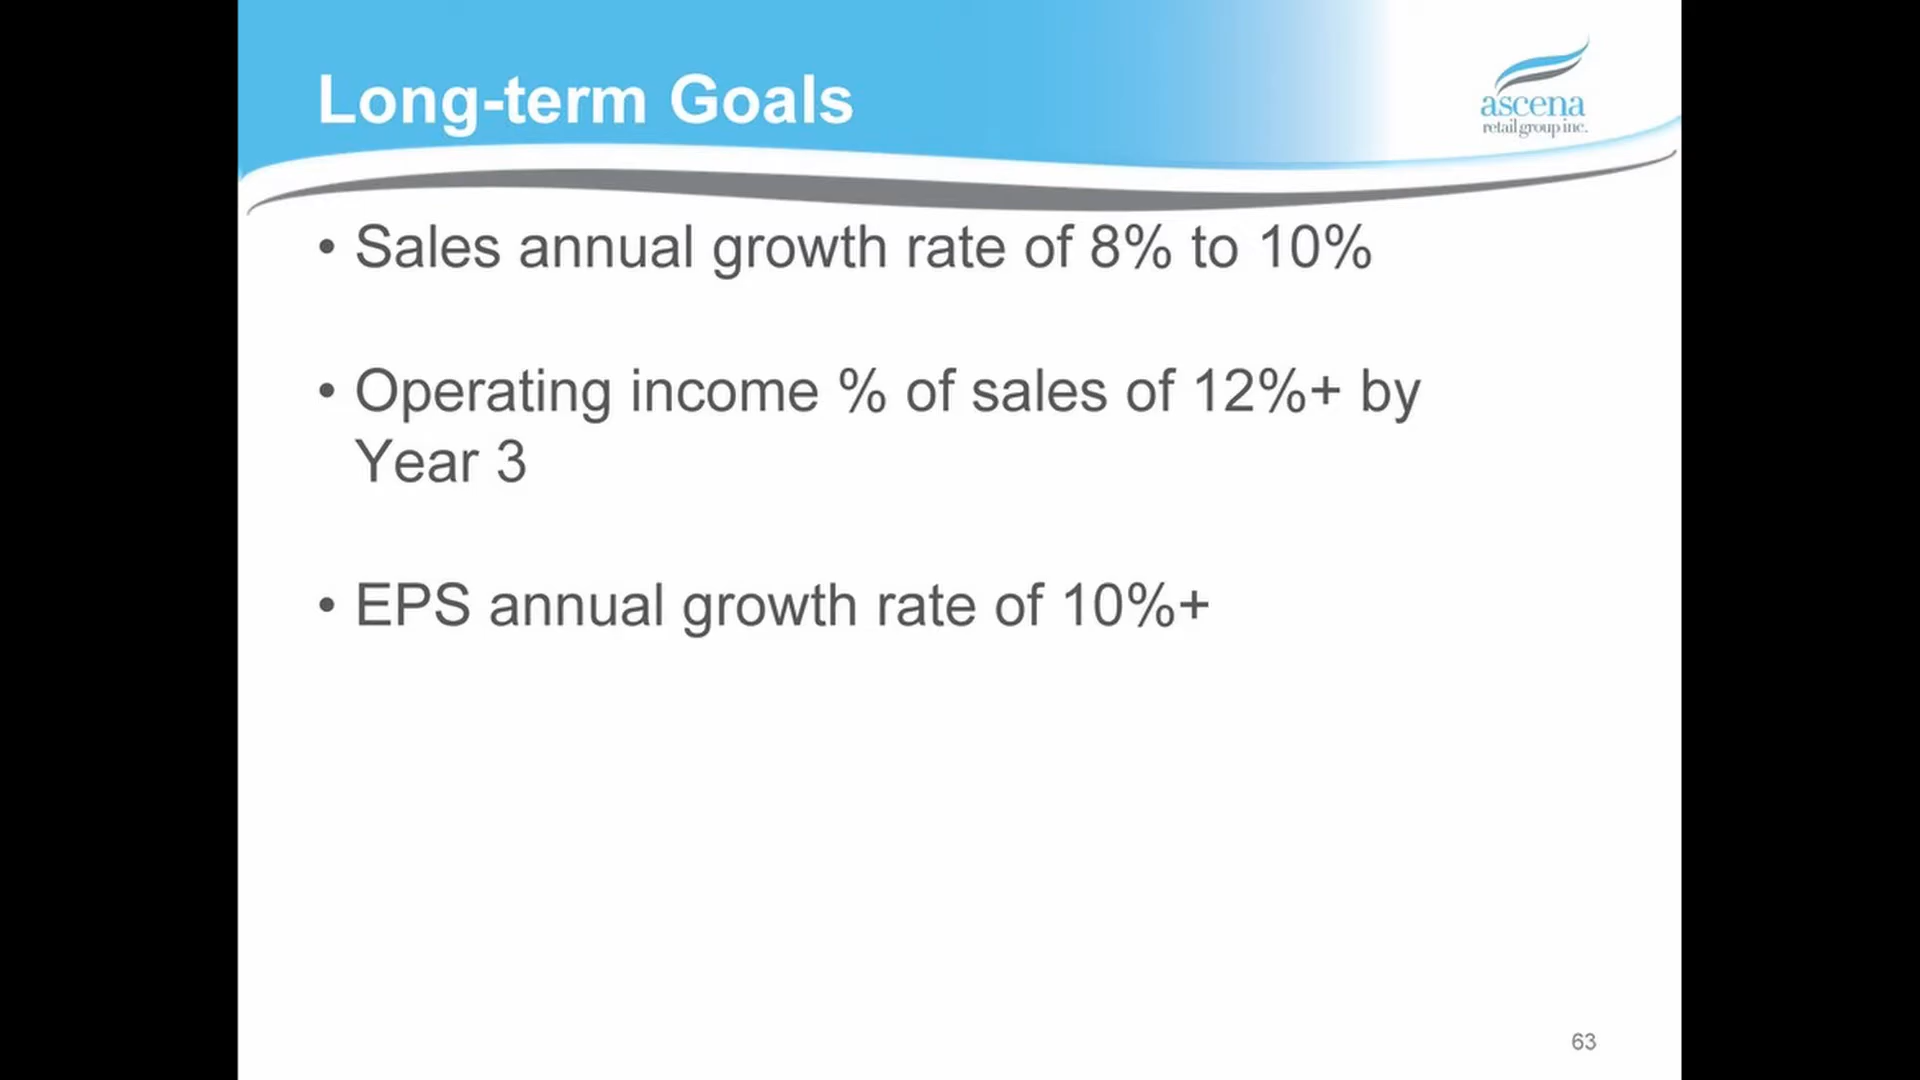 Long-term Goals
ascena
retail group inc.
• Sales annual growth rate of 8% to 10%
• Operating income % of sales of 12%+ by
Year 3
• EPS annual growth rate of 10%+
63